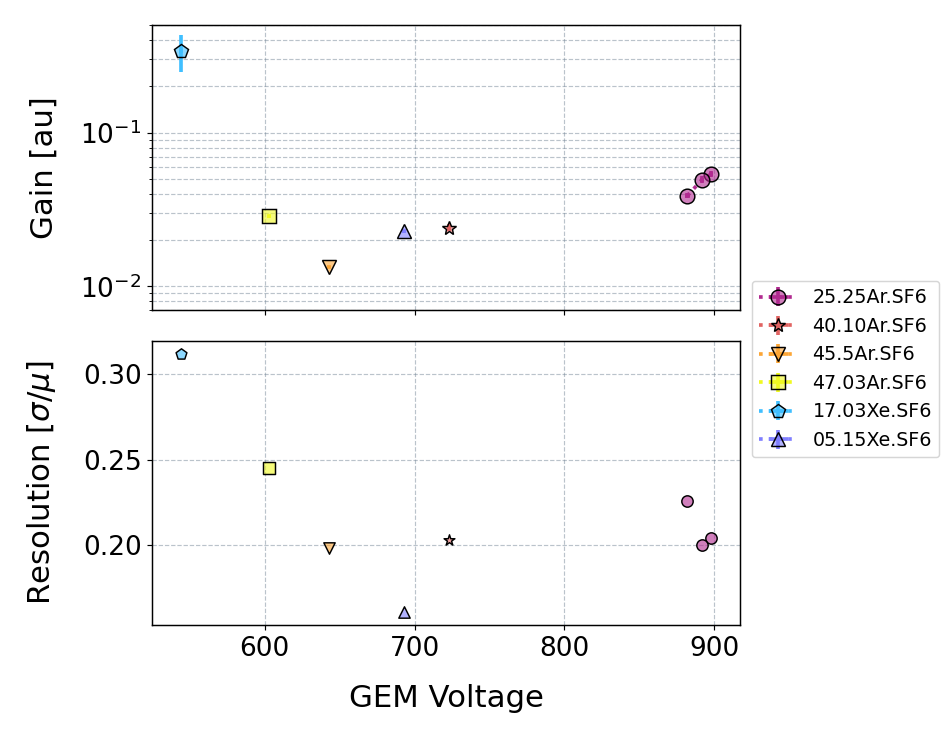 Gain [au]
10⁻¹
10⁻²
Resolution [σ/μ]
0.30
0.25
0.20
600 700 800 900
GEM Voltage
25.25Ar.SF6
40.10Ar.SF6
45.5Ar.SF6
47.03Ar.SF6
17.03Xe.SF6
05.15Xe.SF6